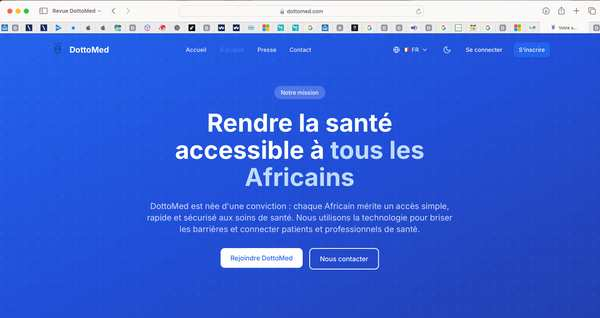 Revue DottoMed
dottomed.com
DottoMed
Accueil
À propos
Presse
Contact
FR
Se connecter
S'inscrire
Notre mission
Rendre la santé
accessible à tous les
Africains
DottoMed est née d'une conviction : chaque Africain mérite un accès simple,
rapide et sécurisé aux soins de santé. Nous utilisons la technologie pour briser
les barrières et connecter patients et professionnels de santé.
Rejoindre DottoMed
Nous contacter